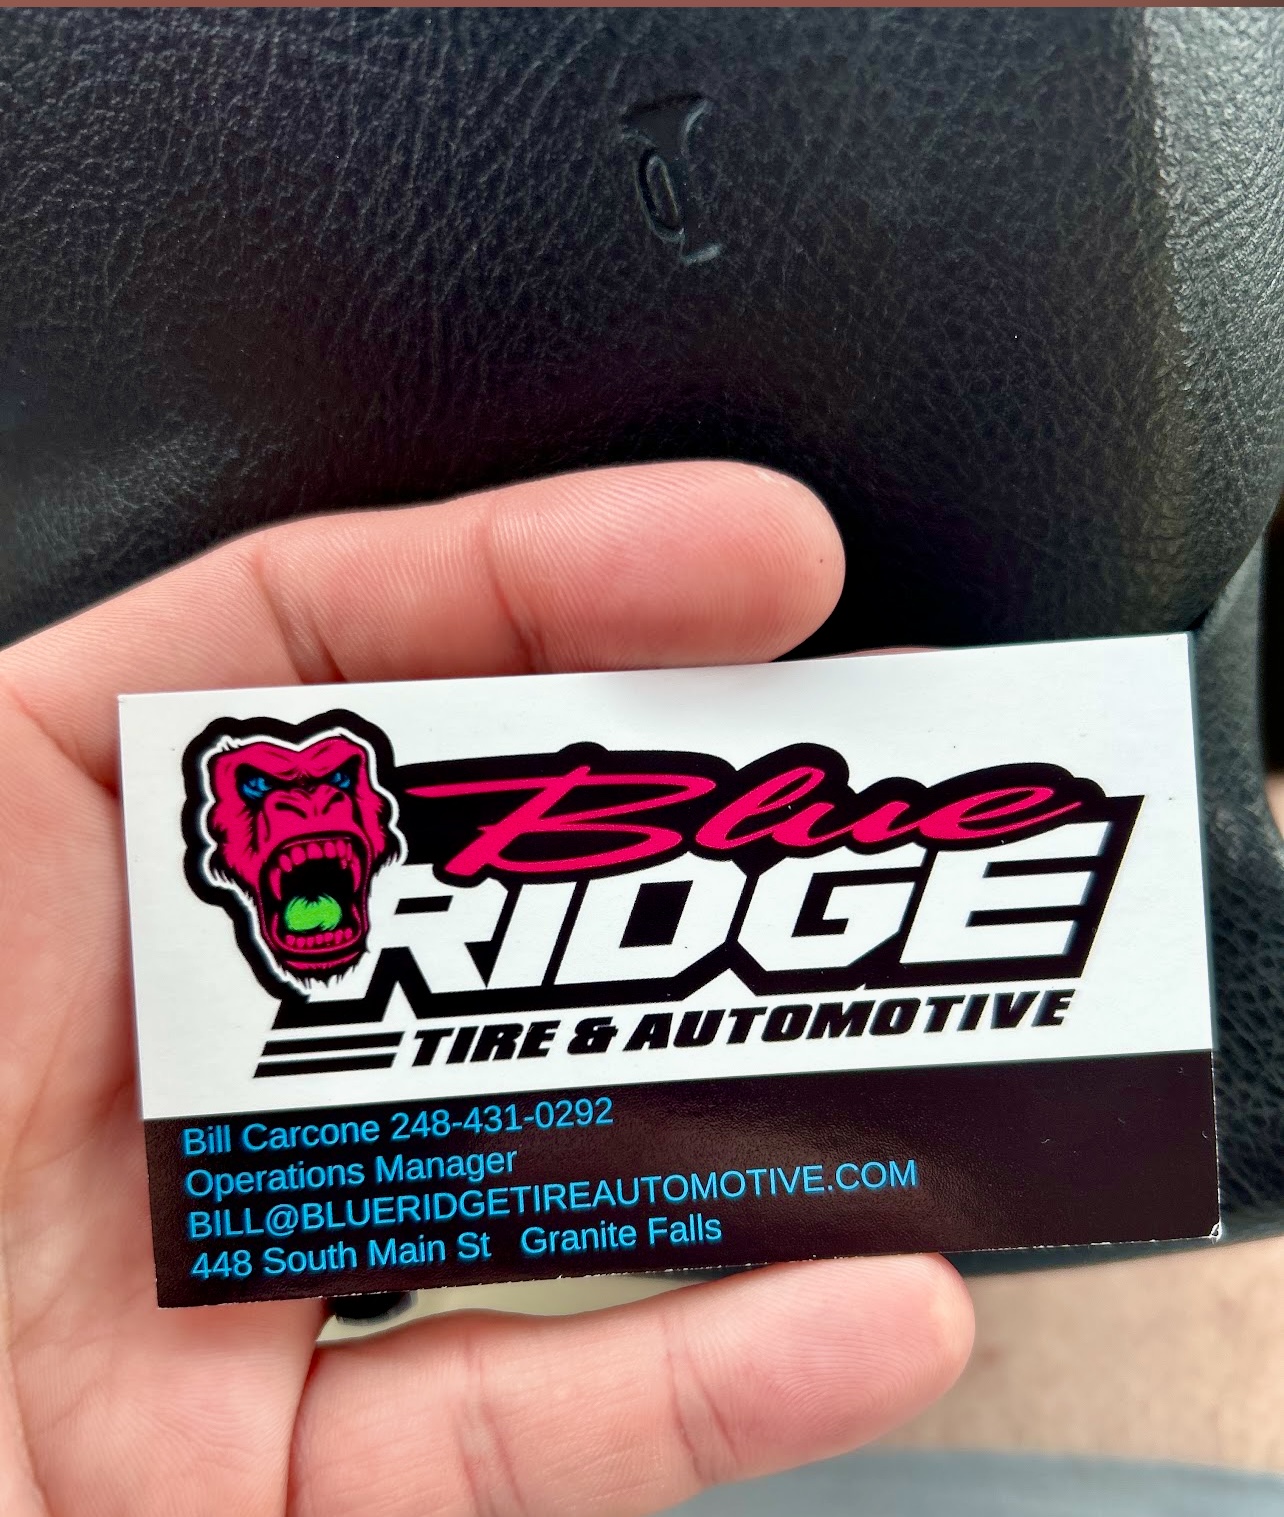 Blue
RIDGE
TIRE & AUTOMOTIVE
Bill Carcone 248-431-0292
Operations Manager
BILL@BLUERIDGETIREAUTOMOTIVE.COM
448 South Main St Granite Falls